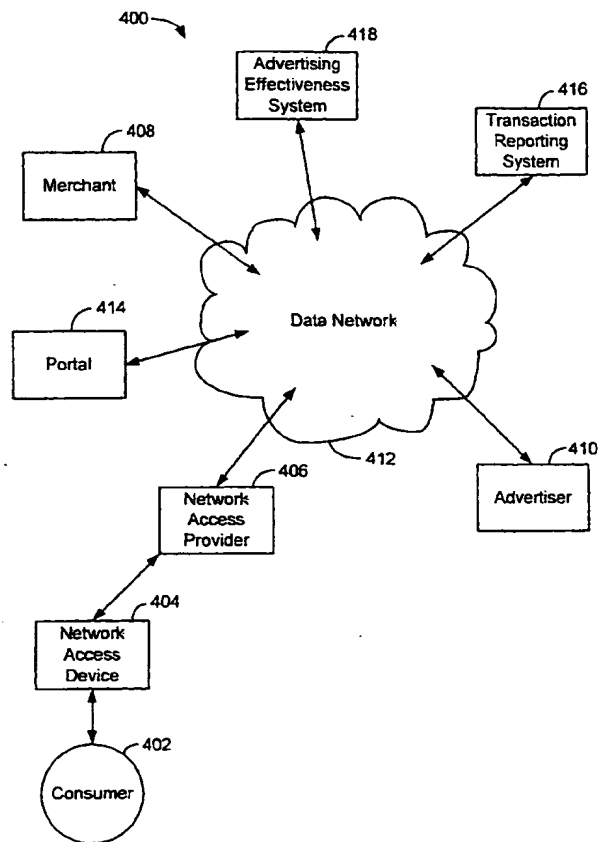 400
418
Advertising
Effectiveness
System
416
Transaction
Reporting
System
408
Merchant
414
Portal
Data Network
412
410
Advertiser
406
Network
Access
Provider
404
Network
Access
Device
402
Consumer